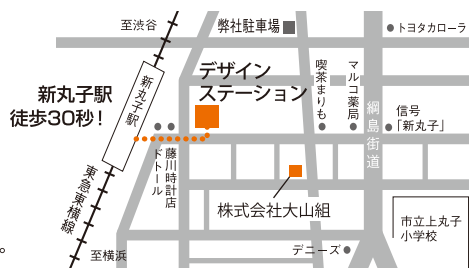 至渋谷
弊社駐車場
トヨタカローラ
デザイン
ステーション
喫茶まりも
マルコ薬局
綱島街道
信号
「新丸子」
新丸子駅
徒歩30秒!
新丸子駅
藤川時計店
ドトール
東急東横線
株式会社大山組
市立上丸子
小学校
至横浜
デニーズ
。